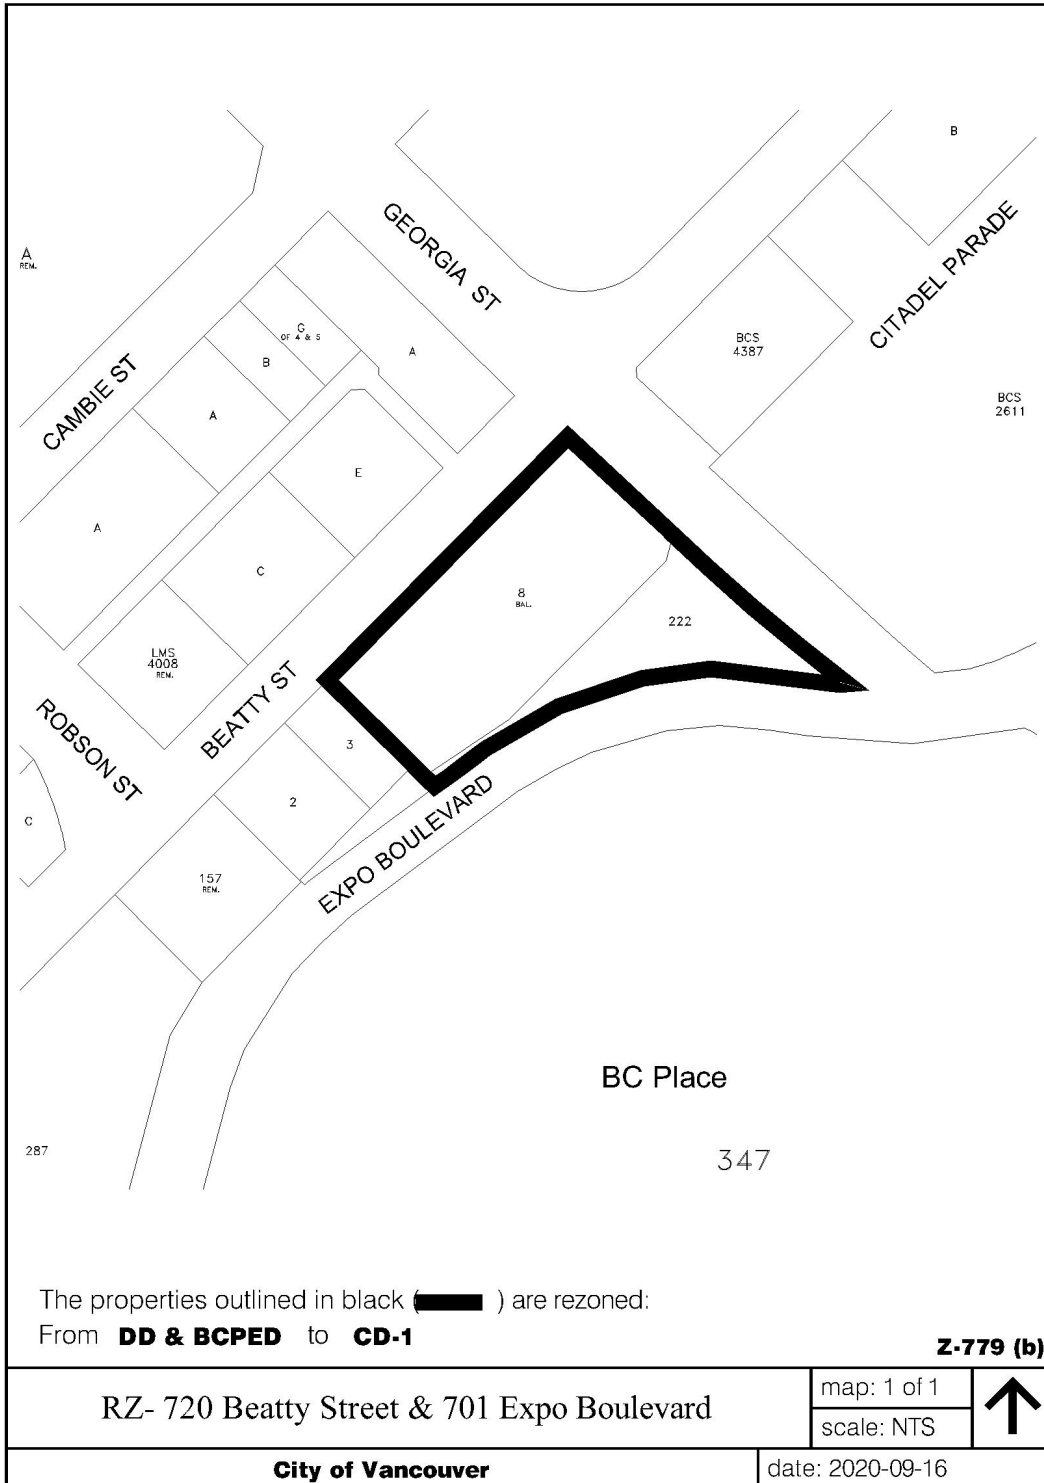 B
GEORGIA ST
CITADEL PARADE
A
REM.
G
OF 4 & 5
B
A
BCS
4387
CAMBIE ST
A
BCS
2611
E
A
C
8
BAL.
222
LMS
4008
REM.
BEATTY ST
ROBSON ST
3
2
C
EXPO BOULEVARD
157
REM.
BC Place
287
347
The properties outlined in black ( ) are rezoned:
From DD & BCPED to CD-1
Z-779 (b)
RZ- 720 Beatty Street & 701 Expo Boulevard
map: 1 of 1
scale: NTS
City of Vancouver
date: 2020-09-16